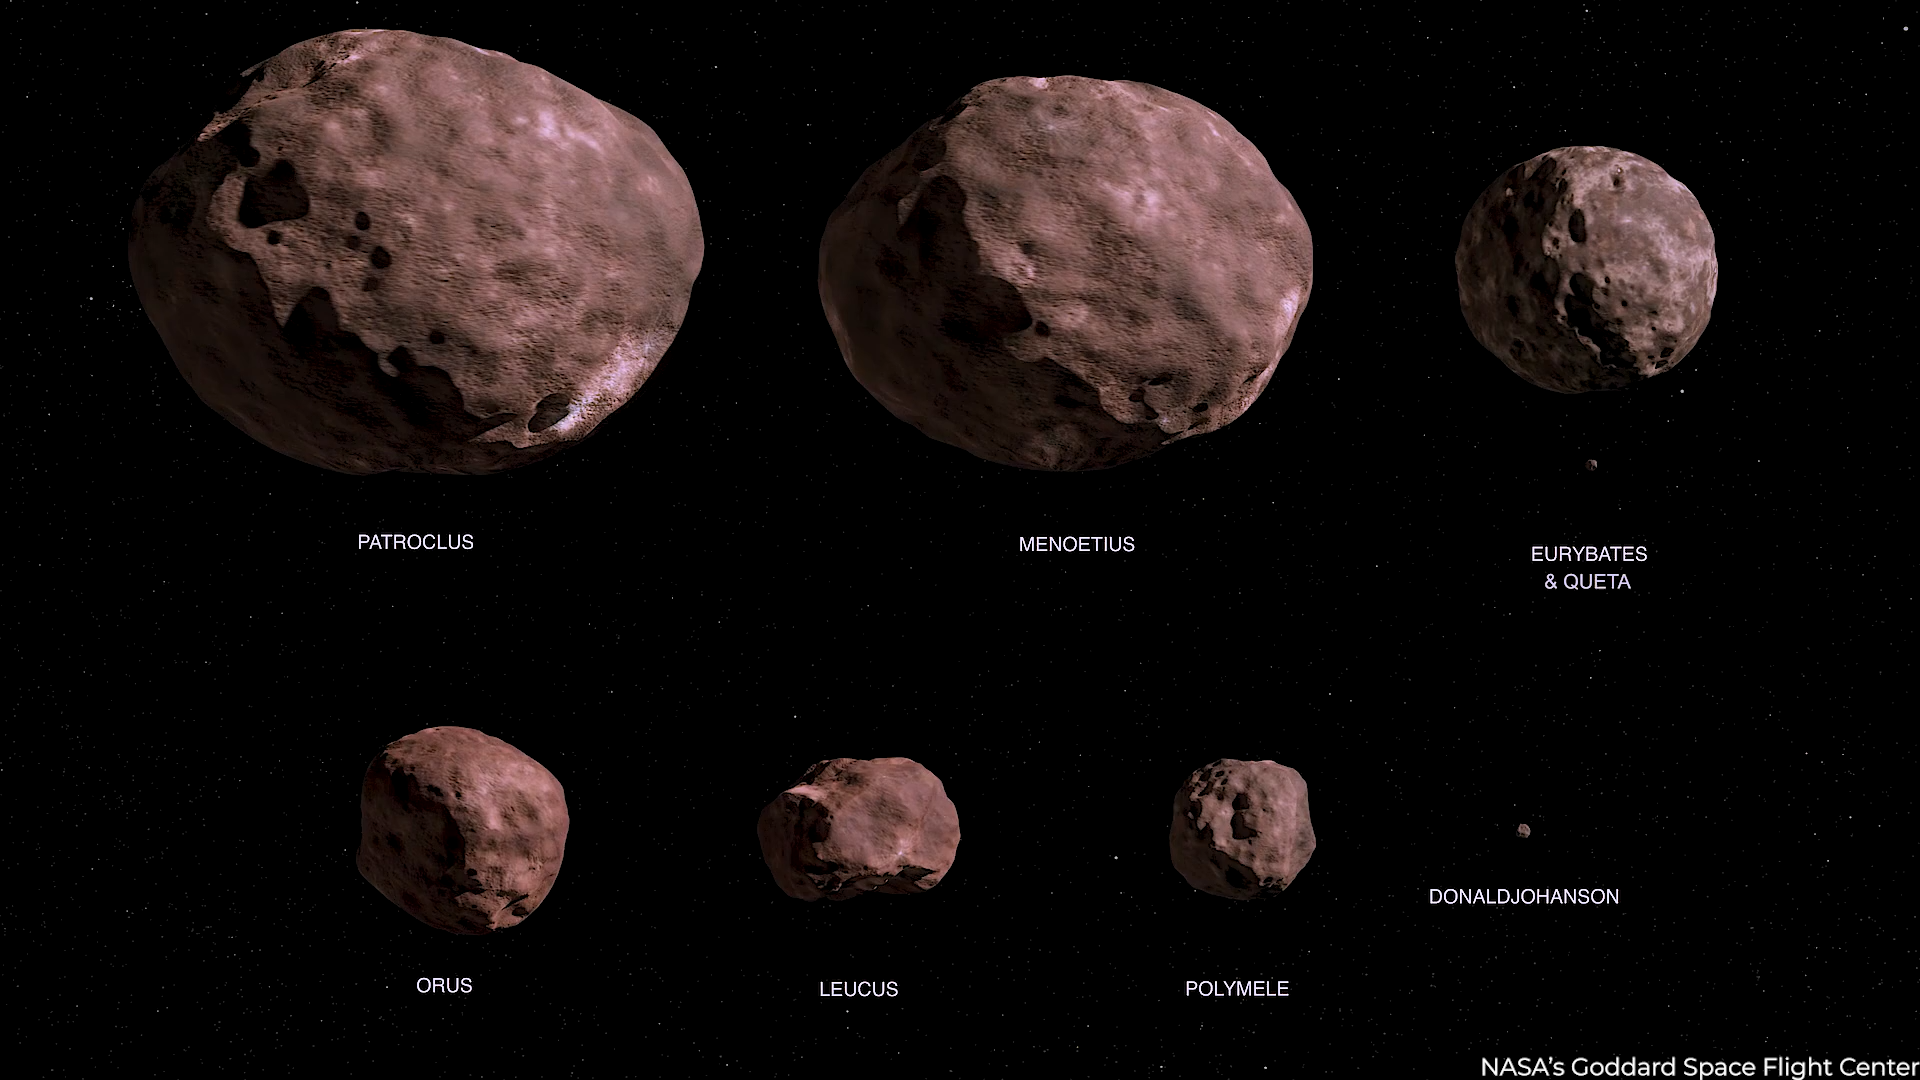 PATROCLUS
MENOETIUS
EURYBATES
& QUETA
ORUS
LEUCUS
POLYMELE
DONALDJOHANSON
NASA's Goddard Space Flight Center